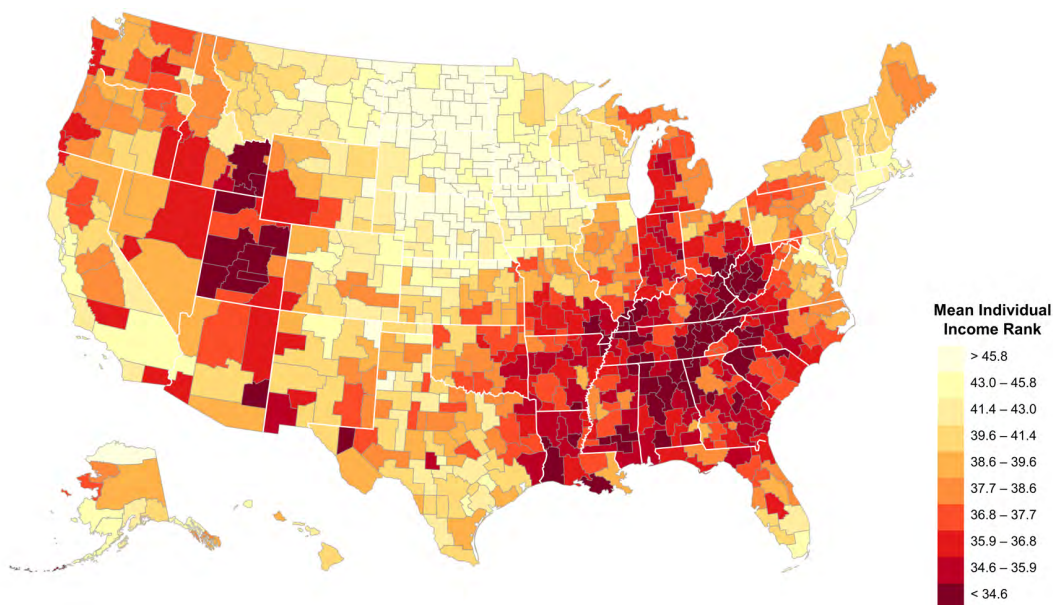 Mean Individual
Income Rank
> 45.8
43.0 – 45.8
41.4 – 43.0
39.6 – 41.4
38.6 – 39.6
37.7 – 38.6
36.8 – 37.7
35.9 – 36.8
34.6 – 35.9
< 34.6